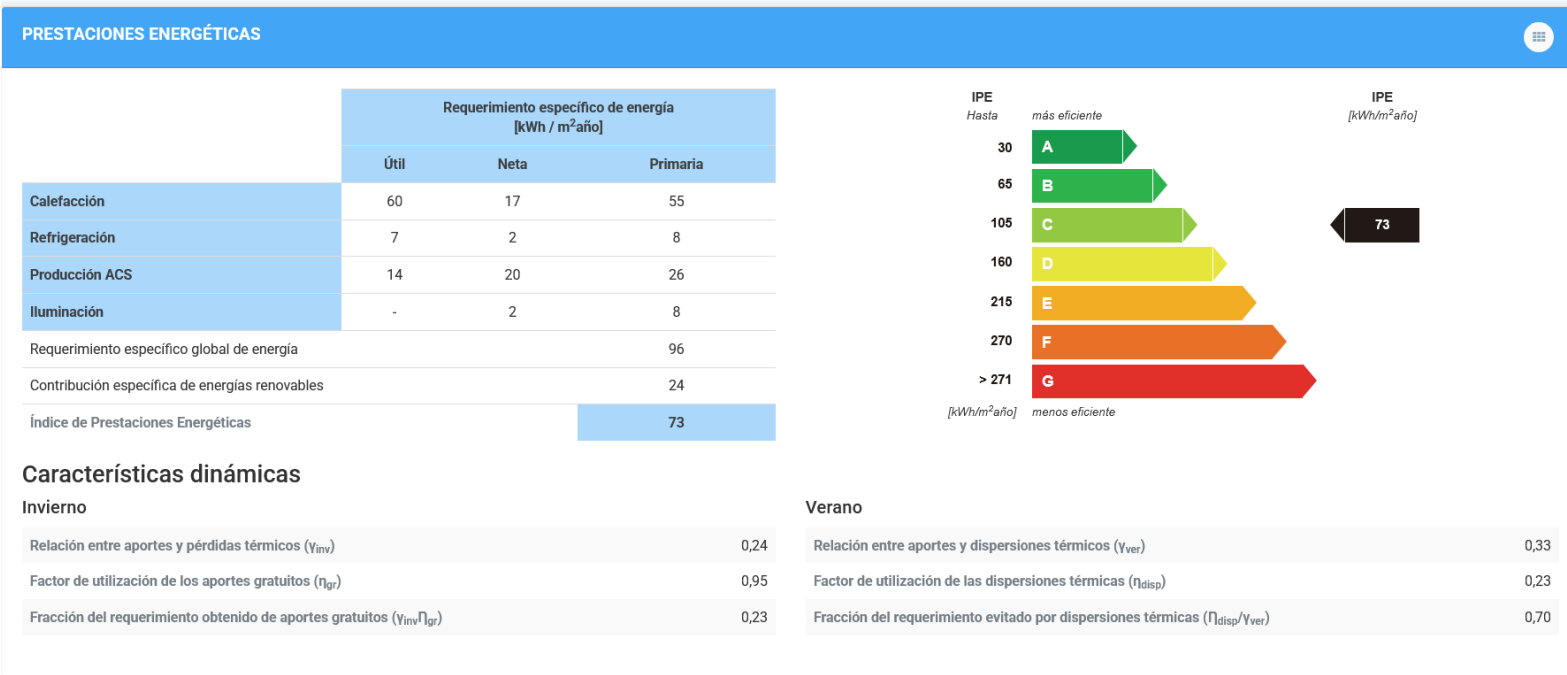 PRESTACIONES ENERGÉTICAS
Requerimiento específico de energía
[kWh / m²año]
Útil Neta Primaria
Calefacción 60 17 55
Refrigeración 7 2 8
Producción ACS 14 20 26
Iluminación - 2 8
Requerimiento específico global de energía 96
Contribución específica de energías renovables 24
Índice de Prestaciones Energéticas 73
IPE IPE
Hasta más eficiente [kWh/m²año]
30 A
65 B
105 C 73
160 D
215 E
270 F
> 271 G
[kWh/m²año] menos eficiente
Características dinámicas
Invierno
Relación entre aportes y pérdidas térmicos (γinv) 0,24
Factor de utilización de los aportes gratuitos (ηgr) 0,95
Fracción del requerimiento obtenido de aportes gratuitos (γinvηgr) 0,23
Verano
Relación entre aportes y dispersiones térmicos (γver) 0,33
Factor de utilización de las dispersiones térmicas (ηdisp) 0,23
Fracción del requerimiento evitado por dispersiones térmicas (ηdisp/γver) 0,70